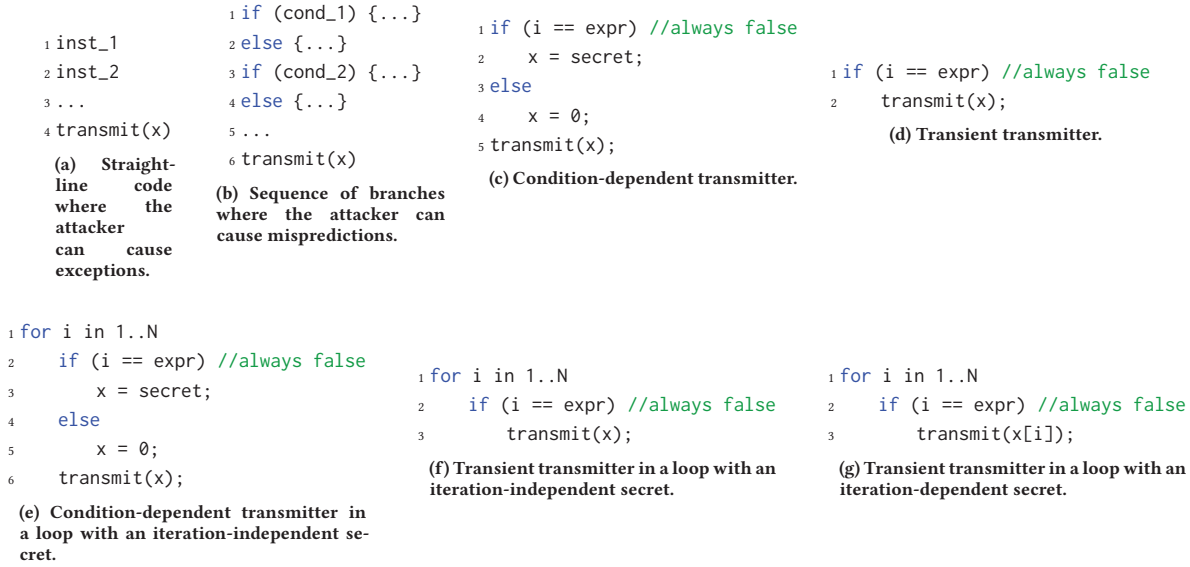 1 inst_1
2 inst_2
3 ...
4 transmit(x)
(a) Straight-
line code
where the
attacker
can cause
exceptions.
1 if (cond_1) {...}
2 else {...}
3 if (cond_2) {...}
4 else {...}
5 ...
6 transmit(x)
(b) Sequence of branches
where the attacker can
cause mispredictions.
1 if (i == expr) //always false
2 x = secret;
3 else
4 x = 0;
5 transmit(x);
(c) Condition-dependent transmitter.
1 if (i == expr) //always false
2 transmit(x);
(d) Transient transmitter.
1 for i in 1..N
2 if (i == expr) //always false
3 x = secret;
4 else
5 x = 0;
6 transmit(x);
(e) Condition-dependent transmitter in
a loop with an iteration-independent se-
cret.
1 for i in 1..N
2 if (i == expr) //always false
3 transmit(x);
(f) Transient transmitter in a loop with an
iteration-independent secret.
1 for i in 1..N
2 if (i == expr) //always false
3 transmit(x[i]);
(g) Transient transmitter in a loop with an
iteration-dependent secret.